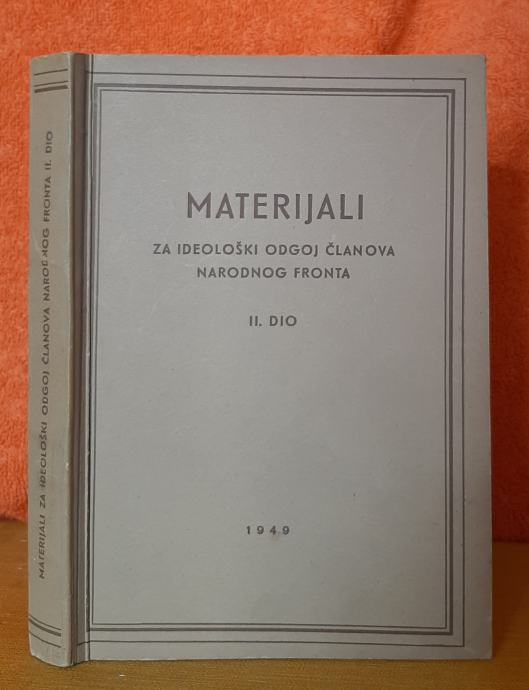 MATERIJALI ZA IDEOLOŠKI ODGOJ ČLANOVA NARODNOG FRONTA II. DIO
MATERIJALI
ZA IDEOLOŠKI ODGOJ ČLANOVA
NARODNOG FRONTA
II. DIO
1949